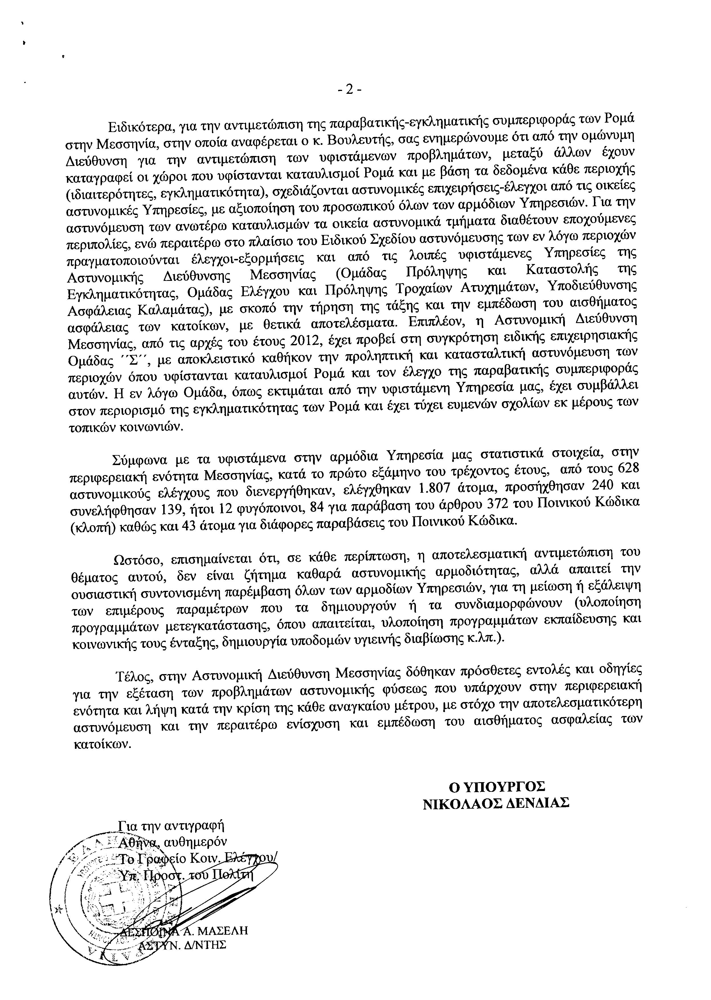 - 2 -
Ειδικότερα, για την αντιμετώπιση της παραβατικής-εγκληματικής συμπεριφοράς των Ρομά
στην Μεσσηνία, στην οποία αναφέρεται ο κ. Βουλευτής, σας ενημερώνουμε ότι από την ομώνυμη
Διεύθυνση για την αντιμετώπιση των υφιστάμενων προβλημάτων, μεταξύ άλλων έχουν
καταγραφεί οι χώροι που υφίστανται καταυλισμοί Ρομά και με βάση τα δεδομένα κάθε περιοχής
(ιδιαιτερότητες, εγκληματικότητα), σχεδιάζονται αστυνομικές επιχειρήσεις-έλεγχοι από τις οικείες
αστυνομικές Υπηρεσίες, με αξιοποίηση του προσωπικού όλων των αρμόδιων Υπηρεσιών. Για την
αστυνόμευση των ανωτέρω καταυλισμών τα οικεία αστυνομικά τμήματα διαθέτουν εποχούμενες
περιπολίες, ενώ περαιτέρω στο πλαίσιο του Ειδικού Σχεδίου αστυνόμευσης των εν λόγω περιοχών
πραγματοποιούνται έλεγχοι-εξορμήσεις και από τις λοιπές υφιστάμενες Υπηρεσίες της
Αστυνομικής Διεύθυνσης Μεσσηνίας (Ομάδας Πρόληψης και Καταστολής της
Εγκληματικότητας, Ομάδας Ελέγχου και Πρόληψης Τροχαίων Ατυχημάτων, Υποδιεύθυνσης
Ασφάλειας Καλαμάτας), με σκοπό την τήρηση της τάξης και την εμπέδωση του αισθήματος
ασφάλειας των κατοίκων, με θετικά αποτελέσματα. Επιπλέον, η Αστυνομική Διεύθυνση
Μεσσηνίας, από τις αρχές του έτους 2012, έχει προβεί στη συγκρότηση ειδικής επιχειρησιακής
Ομάδας ΄΄Σ΄΄, με αποκλειστικό καθήκον την προληπτική και κατασταλτική αστυνόμευση των
περιοχών όπου υφίστανται καταυλισμοί Ρομά και τον έλεγχο της παραβατικής συμπεριφοράς
αυτών. Η εν λόγω Ομάδα, όπως εκτιμάται από την υφιστάμενη Υπηρεσία μας, έχει συμβάλλει
στον περιορισμό της εγκληματικότητας των Ρομά και έχει τύχει ευμενών σχολίων εκ μέρους των
τοπικών κοινωνιών.
Σύμφωνα με τα υφιστάμενα στην αρμόδια Υπηρεσία μας στατιστικά στοιχεία, στην
περιφερειακή ενότητα Μεσσηνίας, κατά το πρώτο εξάμηνο του τρέχοντος έτους, από τους 628
αστυνομικούς ελέγχους που διενεργήθηκαν, ελέγχθηκαν 1.807 άτομα, προσήχθησαν 240 και
συνελήφθησαν 139, ήτοι 12 φυγόποινοι, 84 για παράβαση του άρθρου 372 του Ποινικού Κώδικα
(κλοπή) καθώς και 43 άτομα για διάφορες παραβάσεις του Ποινικού Κώδικα.
Ωστόσο, επισημαίνεται ότι, σε κάθε περίπτωση, η αποτελεσματική αντιμετώπιση του
θέματος αυτού, δεν είναι ζήτημα καθαρά αστυνομικής αρμοδιότητας, αλλά απαιτεί την
ουσιαστική συντονισμένη παρέμβαση όλων των αρμοδίων Υπηρεσιών, για τη μείωση ή εξάλειψη
των επιμέρους παραμέτρων που τα δημιουργούν ή τα συνδιαμορφώνουν (υλοποίηση
προγραμμάτων μετεγκατάστασης, όπου απαιτείται, υλοποίηση προγραμμάτων εκπαίδευσης και
κοινωνικής τους ένταξης, δημιουργία υποδομών υγιεινής διαβίωσης κ.λπ.).
Τέλος, στην Αστυνομική Διεύθυνση Μεσσηνίας δόθηκαν πρόσθετες εντολές και οδηγίες
για την εξέταση των προβλημάτων αστυνομικής φύσεως που υπάρχουν στην περιφερειακή
ενότητα και λήψη κατά την κρίση της κάθε αναγκαίου μέτρου, με στόχο την αποτελεσματικότερη
αστυνόμευση και την περαιτέρω ενίσχυση και εμπέδωση του αισθήματος ασφαλείας των
κατοίκων.
Ο ΥΠΟΥΡΓΟΣ
ΝΙΚΟΛΑΟΣ ΔΕΝΔΙΑΣ
Για την αντιγραφή
Αθήνα, αυθημερόν
Το Γραφείο Κοιν. Ελέγχου/
Υπ. Προστ. του Πολίτη
ΔΕΣΠΟΙΝΑ Α. ΜΑΣΕΛΗ
ΑΣΤΥΝ. Δ/ΝΤΗΣ